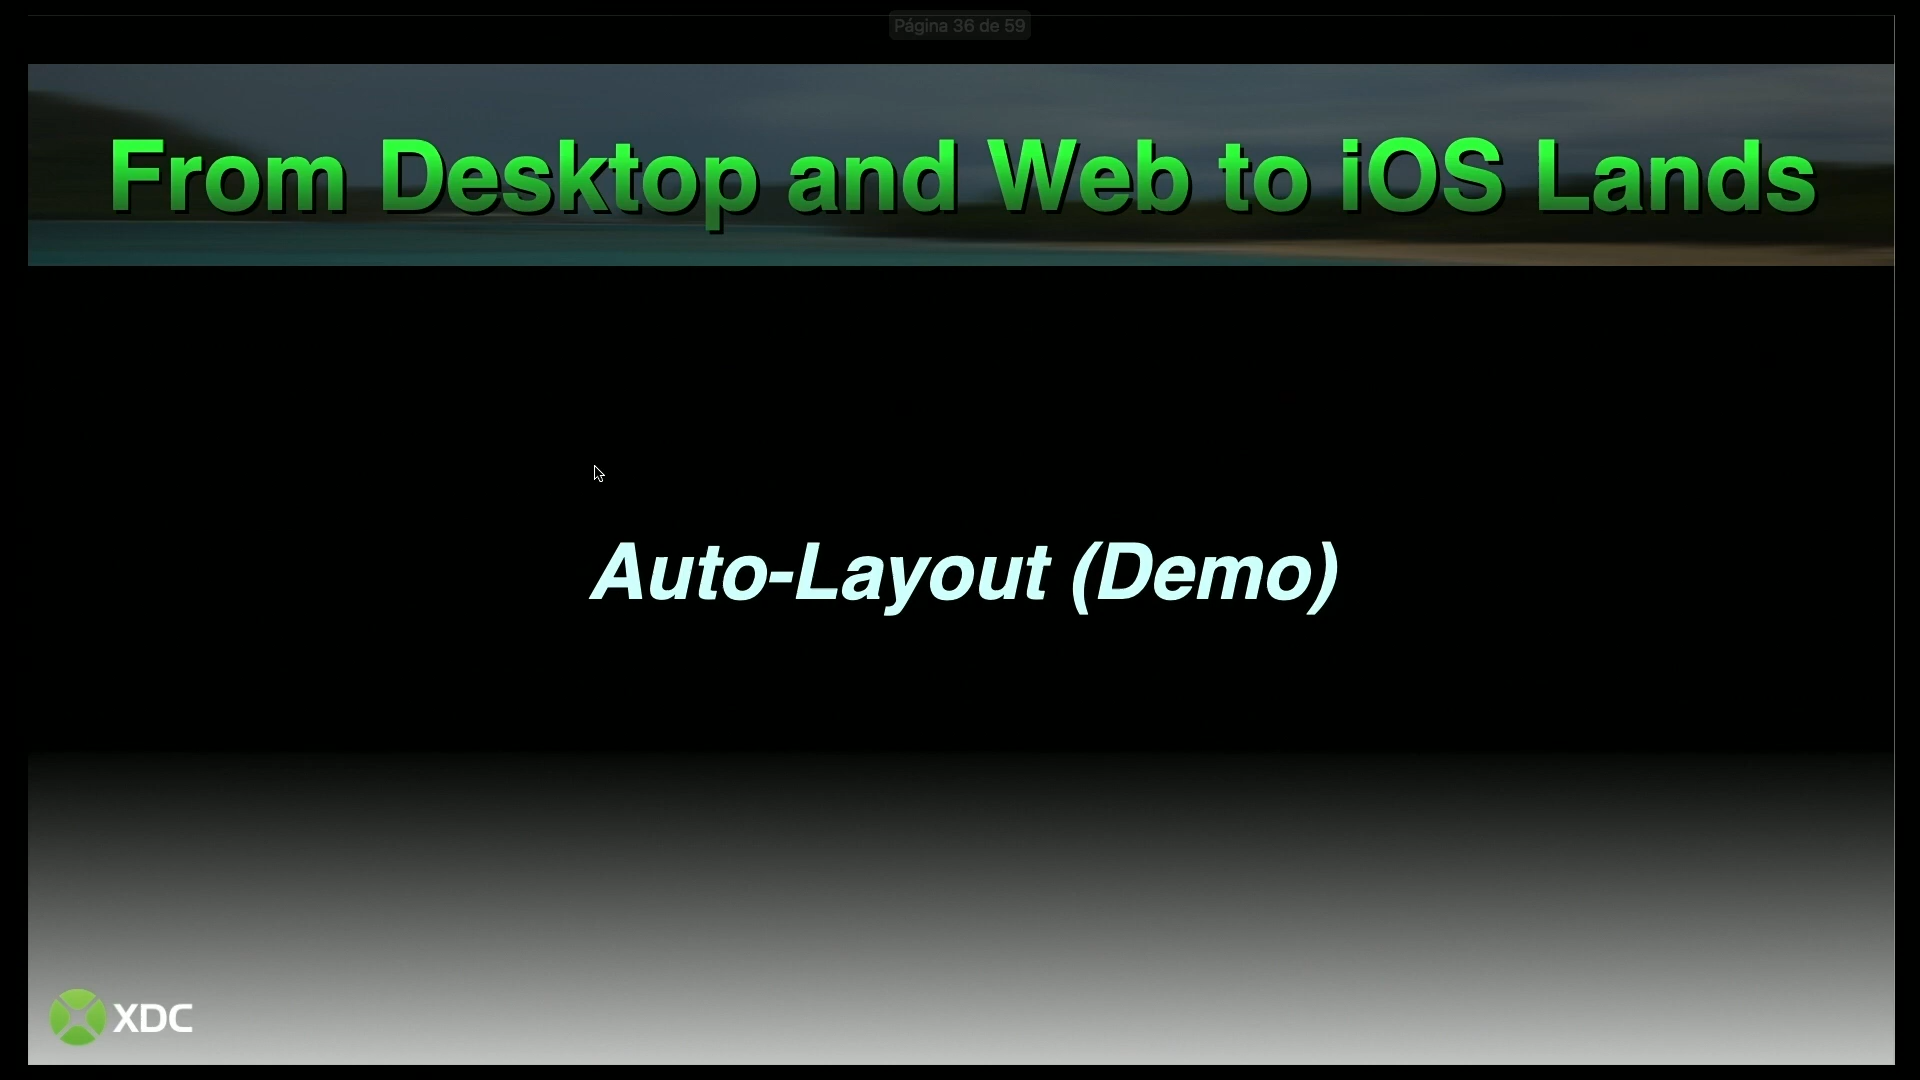 Página 36 de 59
From Desktop and Web to iOS Lands
Auto-Layout (Demo)
XDC